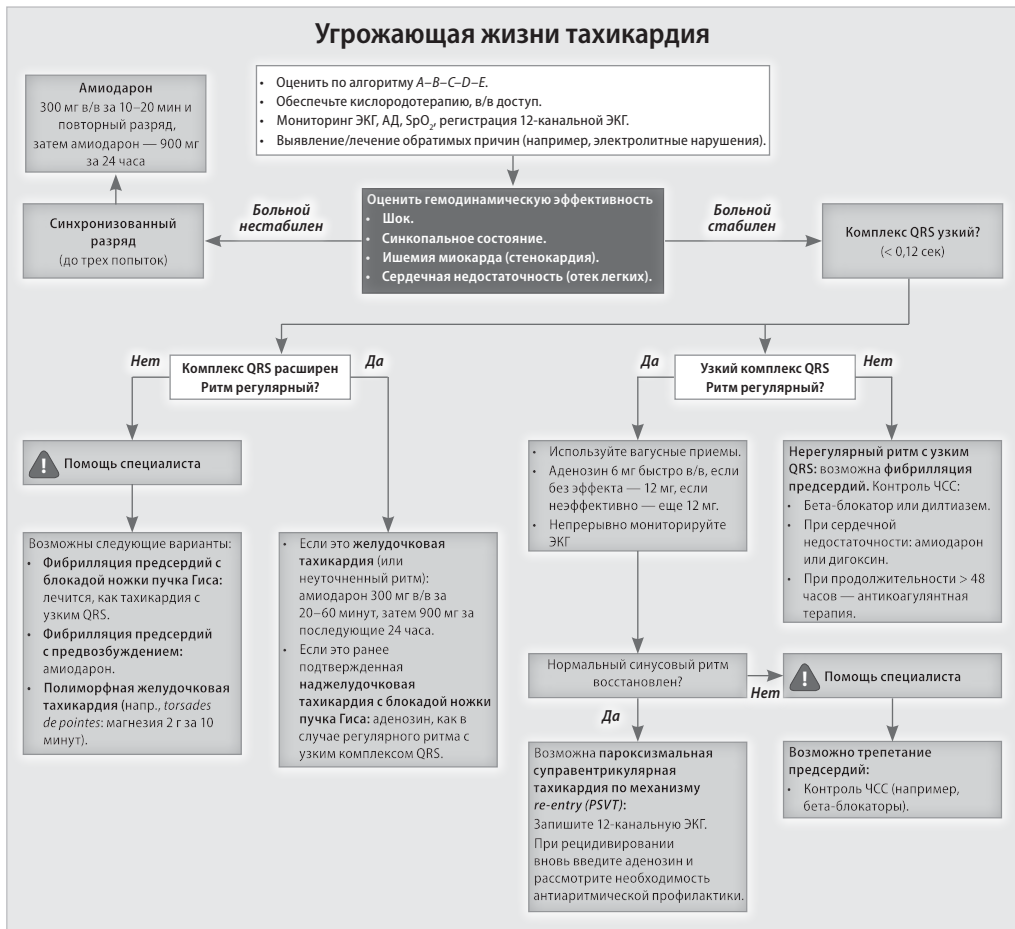 Угрожающая жизни тахикардия
• Оценить по алгоритму A–B–C–D–E.
• Обеспечьте кислородотерапию, в/в доступ.
• Мониторинг ЭКГ, АД, SpO₂, регистрация 12-канальной ЭКГ.
• Выявление/лечение обратимых причин (например, электролитные нарушения).
Амиодарон
300 мг в/в за 10–20 мин и
повторный разряд,
затем амиодарон — 900 мг
за 24 часа
Оценить гемодинамическую эффективность
• Шок.
• Синкопальное состояние.
• Ишемия миокарда (стенокардия).
• Сердечная недостаточность (отек легких).
Больной
нестабилен
Синхронизованный
разряд
(до трех попыток)
Больной
стабилен
Комплекс QRS узкий?
(< 0,12 сек)
Нет
Комплекс QRS расширен
Ритм регулярный?
Да
Да
Узкий комплекс QRS
Ритм регулярный?
Нет
Помощь специалиста
Возможны следующие варианты:
• Фибрилляция предсердий с
блокадой ножки пучка Гиса:
лечится, как тахикардия с
узким QRS.
• Фибрилляция предсердий
с предвозбуждением:
амиодарон.
• Полиморфная желудочковая
тахикардия (напр., torsades
de pointes: магнезия 2 г за 10
минут).
• Если это желудочковая
тахикардия (или
неуточненный ритм):
амиодарон 300 мг в/в за
20–60 минут, затем 900 мг за
последующие 24 часа.
• Если это ранее
подтвержденная
наджелудочковая
тахикардия с блокадой ножки
пучка Гиса: аденозин, как в
случае регулярного ритма с
узким комплексом QRS.
• Используйте вагусные приемы.
• Аденозин 6 мг быстро в/в, если
без эффекта — 12 мг, если
неэффективно — еще 12 мг.
• Непрерывно мониторируйте
ЭКГ
Нерегулярный ритм с узким
QRS: возможна фибрилляция
предсердий. Контроль ЧСС:
• Бета-блокатор или дилтиазем.
• При сердечной
недостаточности: амиодарон
или дигоксин.
• При продолжительности > 48
часов — антикоагулянтная
терапия.
Нормальный синусовый ритм
восстановлен?
Нет
Помощь специалиста
Да
Возможна пароксизмальная
суправентрикулярная
тахикардия по механизму
re-entry (PSVT):
Запишите 12-канальную ЭКГ.
При рецидивировании
вновь введите аденозин и
рассмотрите необходимость
антиаритмической профилактики.
Возможно трепетание
предсердий:
• Контроль ЧСС (например,
бета-блокаторы).